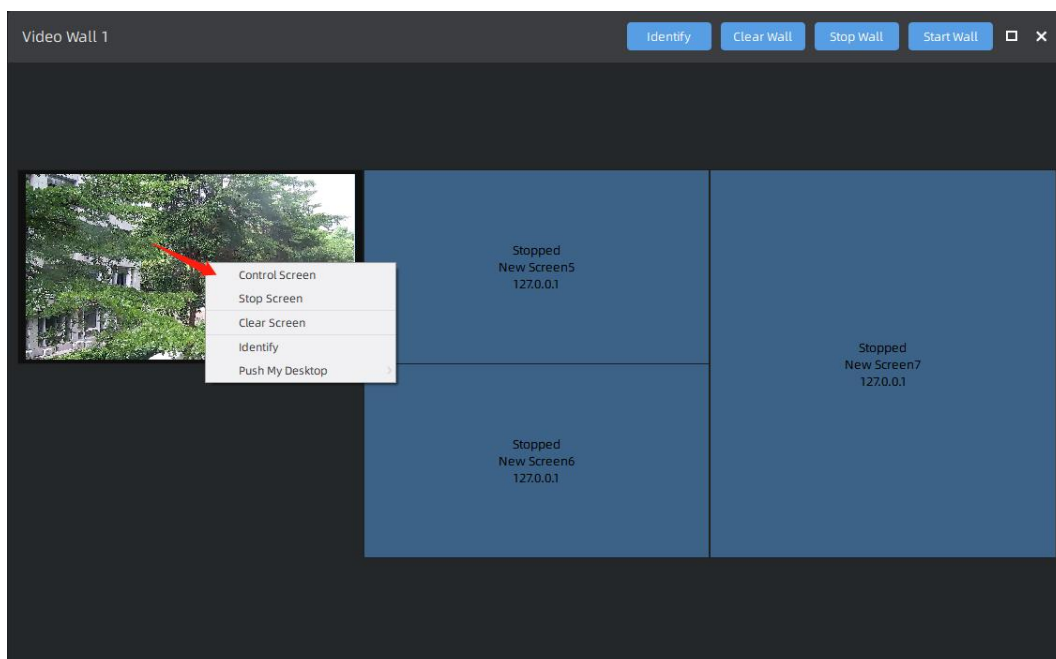 Video Wall 1
Identify
Clear Wall
Stop Wall
Start Wall
Control Screen
Stop Screen
Clear Screen
Identify
Push My Desktop
Stopped
New Screen5
127.0.0.1
Stopped
New Screen6
127.0.0.1
Stopped
New Screen7
127.0.0.1